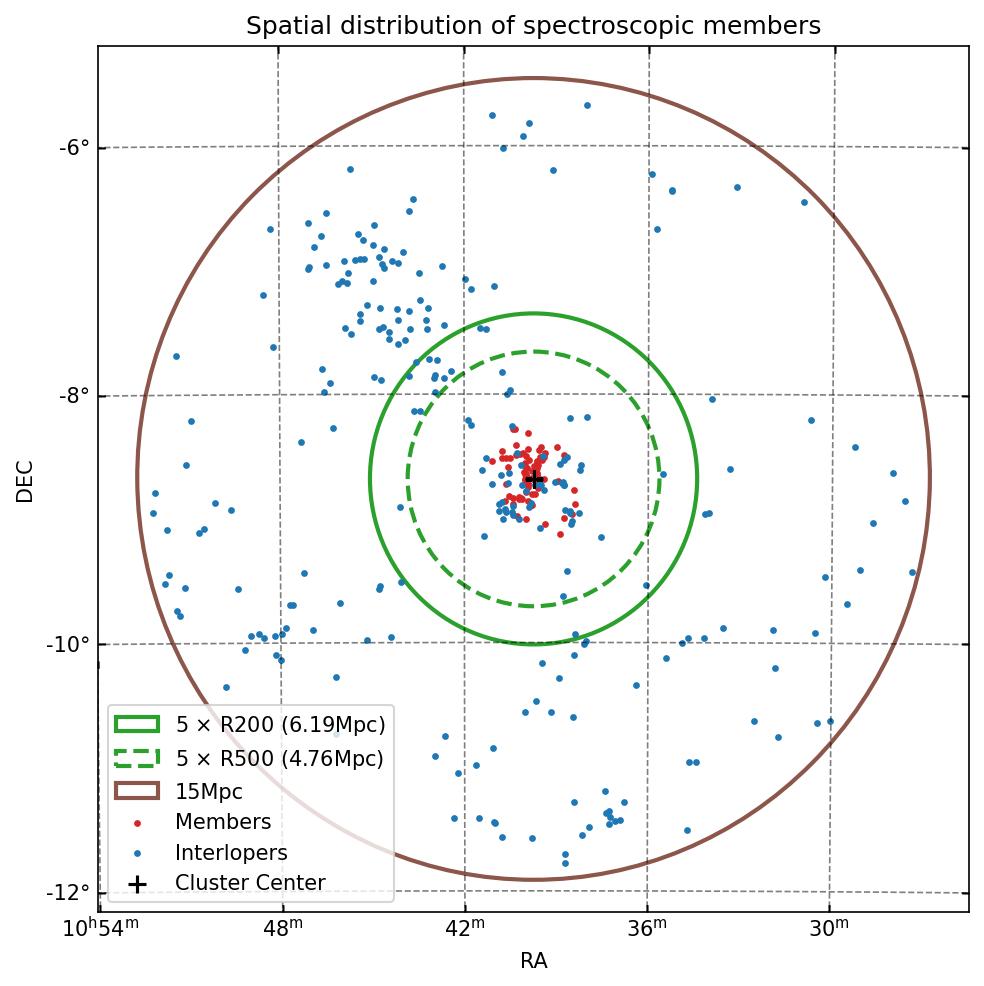 Spatial distribution of spectroscopic members
-6°
-8°
DEC
-10°
-12°
5 × R200 (6.19Mpc)
5 × R500 (4.76Mpc)
15Mpc
Members
Interlopers
Cluster Center
10ʰ54ᵐ 48ᵐ 42ᵐ 36ᵐ 30ᵐ
RA